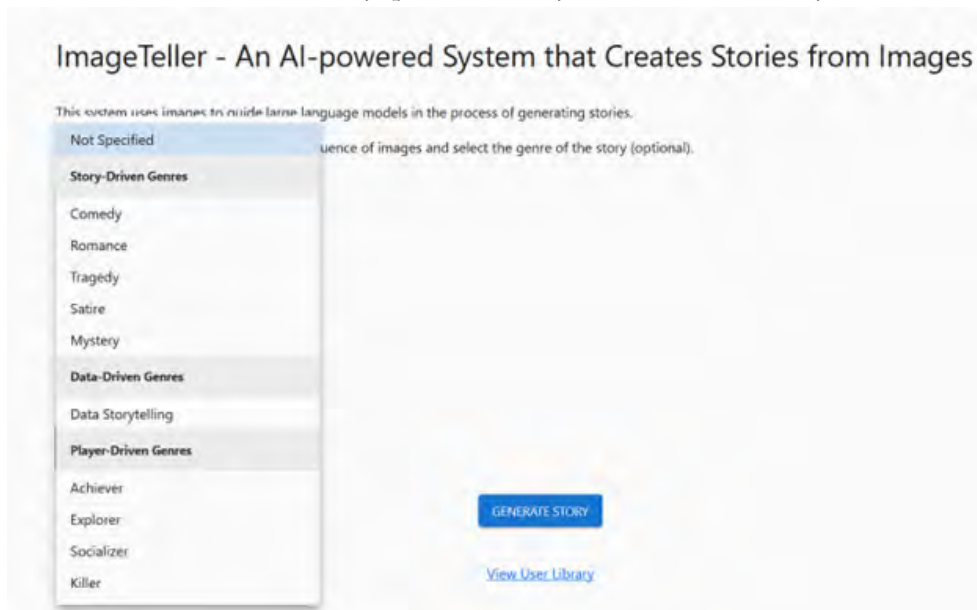 ImageTeller - An AI-powered System that Creates Stories from Images
This system uses images to guide large language models in the process of generating stories.
Not Specified
uence of images and select the genre of the story (optional).
Story-Driven Genres
Comedy
Romance
Tragedy
Satire
Mystery
Data-Driven Genres
Data Storytelling
Player-Driven Genres
Achiever
Explorer
Socializer
Killer
GENERATE STORY
View User Library